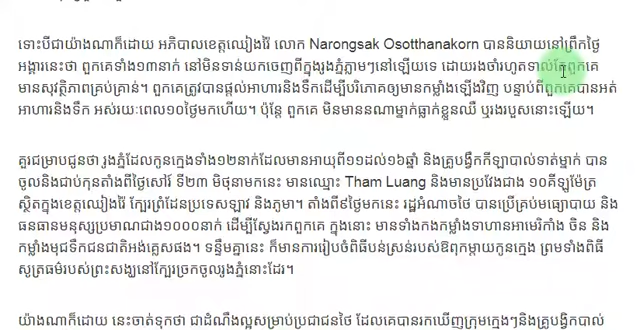 ទោះបីជាយ៉ាងណាក៏ដោយ អភិបាលខេត្តឈៀងរ៉ៃ លោក Narongsak Osotthanakorn បាននិយាយនៅព្រឹកថ្ងៃ
អង្គារនេះថា ពួកគេទាំង១៣នាក់ នៅមិនទាន់យកចេញពីក្នុងរូងភ្នំភ្លាមៗនៅឡើយទេ ដោយរង់ចាំរហូតទាល់តែពួកគេ
មានសុវត្ថិភាពគ្រប់គ្រាន់។ ពួកគេត្រូវបានផ្តល់អាហារនិងទឹកដើម្បីបរិភោគឲ្យមានកម្លាំងឡើងវិញ បន្ទាប់ពីពួកគេបានអត់
អាហារនិងទឹក អស់រយៈពេល១០ថ្ងៃមកហើយ។ ប៉ុន្តែ ពួកគេ មិនមាននណាម្នាក់ធ្លាក់ខ្លួនឈឺ ឬរងរបួសនោះឡើយ។
គួរជម្រាបជូនថា រូងភ្នំដែលកូនក្មេងទាំង១២នាក់ដែលមានអាយុពី១១ដល់១៦ឆ្នាំ និងគ្រូបង្វឹកកីឡាបាល់ទាត់ម្នាក់ បាន
ចូលនិងជាប់កុនតាំងពីថ្ងៃសៅរ៍ ទី២៣ មិថុនាមកនេះ មានឈ្មោះ Tham Luang និងមានប្រវែងជាង ១០គីឡូម៉ែត្រ
ស្ថិតក្នុងខេត្តឈៀងរ៉ៃ ក្បែរព្រំដែនប្រទេសឡាវ និងភូមា។ តាំងពី៩ថ្ងៃមកនេះ រដ្ឋអំណាចថៃ បានប្រើគ្រប់មធ្យោបាយ និង
ធនធានមនុស្សប្រមាណជាង១០០០នាក់ ដើម្បីស្វែងរកពួកគេ ក្នុងនោះ មានទាំងកងកម្លាំងទាហានអាមេរិកាំង ចិន និង
កម្លាំងមុជទឹកជនជាតិអង់គ្លេសផង។ ទន្ទឹមគ្នានេះ ក៏មានការរៀបចំពិធីបន់ស្រន់របស់ឪពុកម្តាយកូនក្មេង ព្រមទាំងពិធី
សូត្រធម៌របស់ព្រះសង្ឃនៅក្បែរច្រកចូលរូងភ្នំនោះដែរ។
យ៉ាងណាក៏ដោយ នេះចាត់ទុកថា ជាដំណឹងល្អសម្រាប់ប្រជាជនថៃ ដែលគេបានរកឃើញក្រុមក្មេងៗនិងគ្រូបង្វិកបាល់